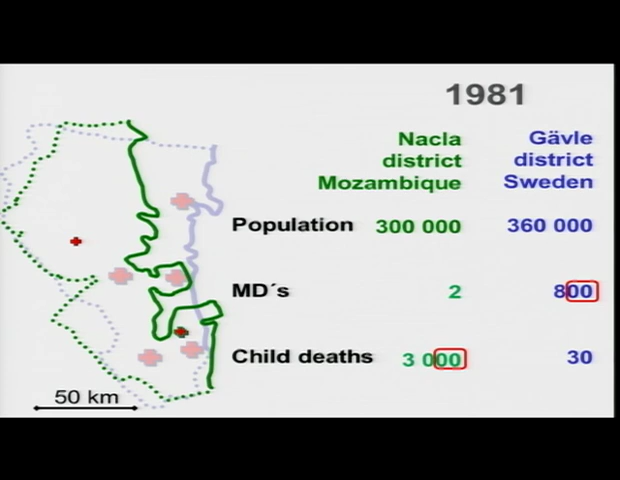 1981
Nacla Gävle
district district
Mozambique Sweden
Population 300 000 360 000
MD´s 2 800
Child deaths 3 000 30
50 km